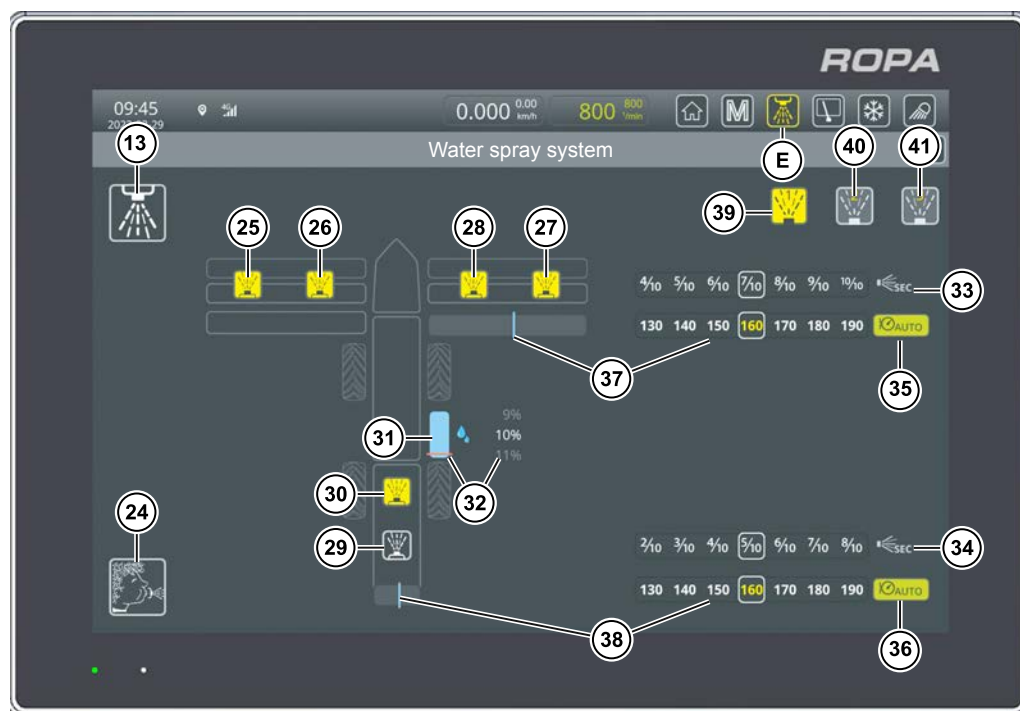 ROPA
09:45 4G 0.000 0.00 km/h 800 800 /min M
Water spray system
13 E 40 41
39
25 26 28 27
4/10 5/10 6/10 7/10 8/10 9/10 10/10 SEC 33
130 140 150 160 170 180 190 AUTO
37 35
9%
31 10%
11%
30 32
24
29 2/10 3/10 4/10 5/10 6/10 7/10 8/10 SEC 34
130 140 150 160 170 180 190 AUTO
38 36